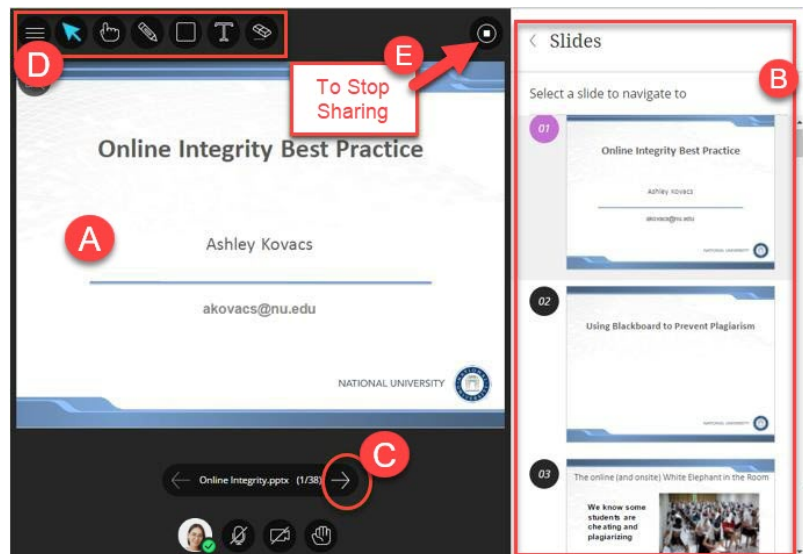 D
T
E
To Stop
Sharing
Online Integrity Best Practice
A
Ashley Kovacs
akovacs@nu.edu
NATIONAL UNIVERSITY
C
Online Integrity.pptx (1/38)
Slides
B
Select a slide to navigate to
01
Online Integrity Best Practice
Ashley Kovacs
akovacs@nu.edu
NATIONAL UNIVERSITY
02
Using Blackboard to Prevent Plagiarism
NATIONAL UNIVERSITY
03
The online (and onsite) White Elephant in the Room
We know some
students are
cheating and
plagiarizing